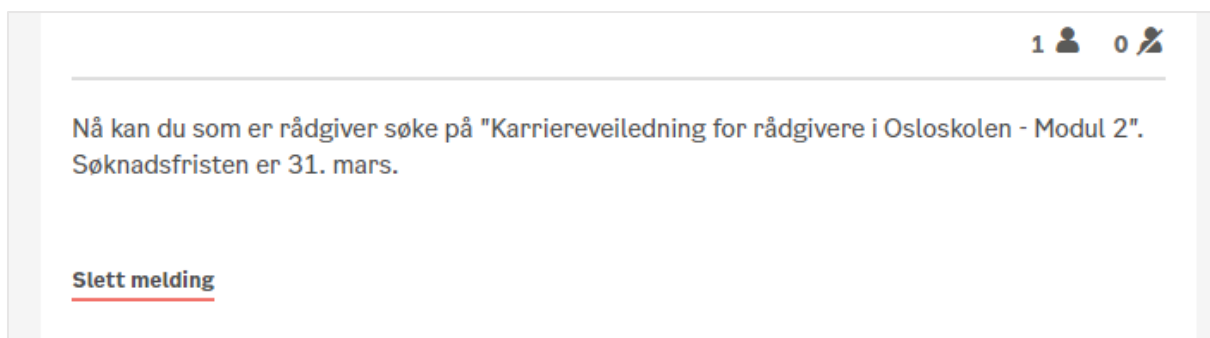 1 0
Nå kan du som er rådgiver søke på "Karriereveiledning for rådgivere i Osloskolen - Modul 2".
Søknadsfristen er 31. mars.
Slett melding